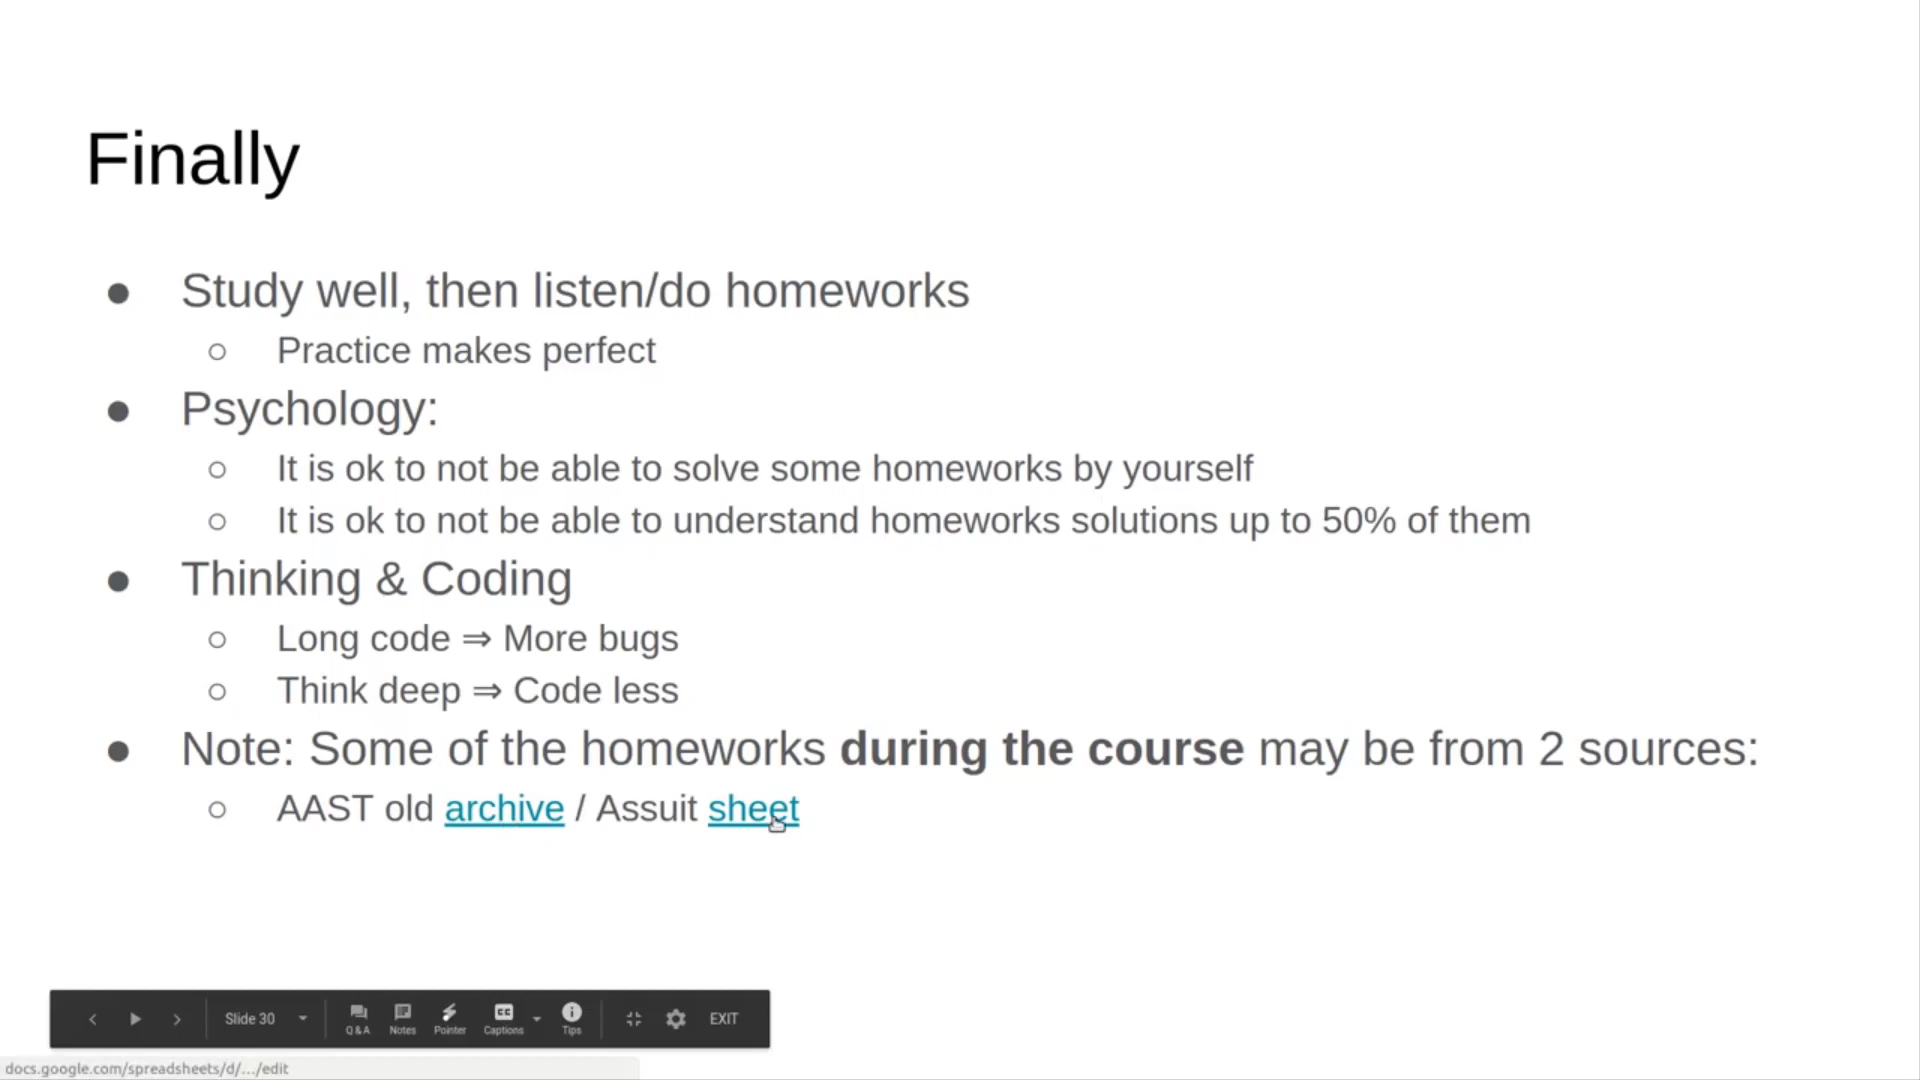 Finally
● Study well, then listen/do homeworks
○ Practice makes perfect
● Psychology:
○ It is ok to not be able to solve some homeworks by yourself
○ It is ok to not be able to understand homeworks solutions up to 50% of them
● Thinking & Coding
○ Long code ⇒ More bugs
○ Think deep ⇒ Code less
● Note: Some of the homeworks during the course may be from 2 sources:
○ AAST old archive / Assuit sheet
Slide 30 Q&A Notes Pointer CC Captions Tips EXIT
docs.google.com/spreadsheets/d/.../edit